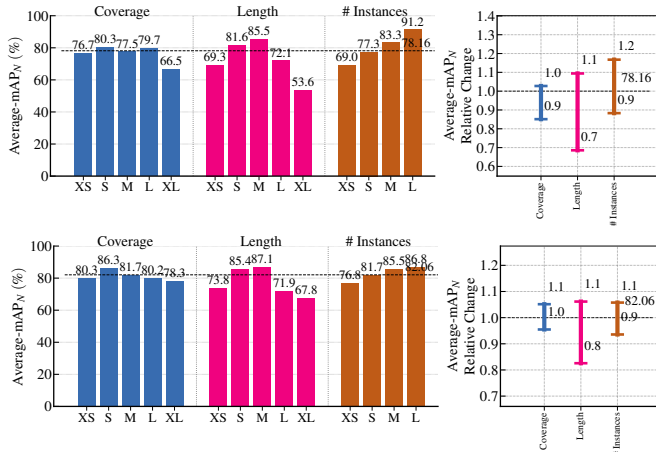 Coverage Length # Instances
Average-mAPN (%)
100
80
60
40
20
0
76.7 80.3 77.5 79.7 66.5 69.3 81.6 85.5 72.1 53.6 69.0 77.3 83.3 91.2
78.16
XS S M L XL XS S M L XL XS S M L
Average-mAPN
Relative Change
1.4
1.3
1.2
1.1
1.0
0.9
0.8
0.7
0.6
1.0 1.1 1.2
78.16
0.9 0.7 0.9
Coverage Length # Instances
Coverage Length # Instances
Average-mAPN (%)
100
80
60
40
20
0
80.3 86.3 81.7 80.2 78.3 73.8 85.4 87.1 71.9 67.8 76.8 81.7 85.5 86.8
82.06
XS S M L XL XS S M L XL XS S M L
Average-mAPN
Relative Change
1.2
1.1
1.0
0.9
0.8
0.7
1.1 1.1 1.1
82.06
1.0 0.8 0.9
Coverage Length # Instances